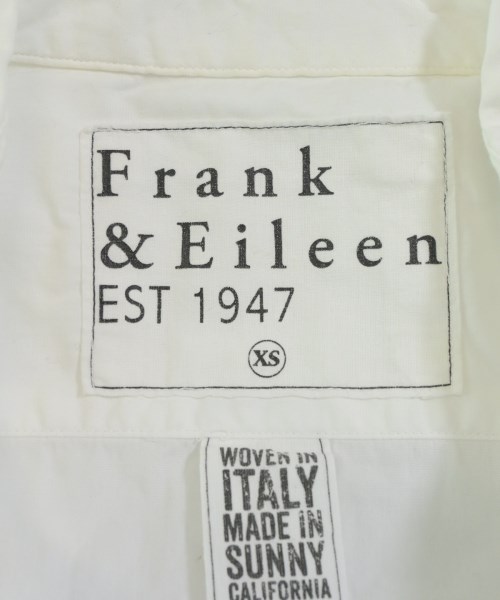 Frank
& Eileen
EST 1947
XS
WOVEN IN
ITALY
MADE IN
SUNNY
CALIFORNIA